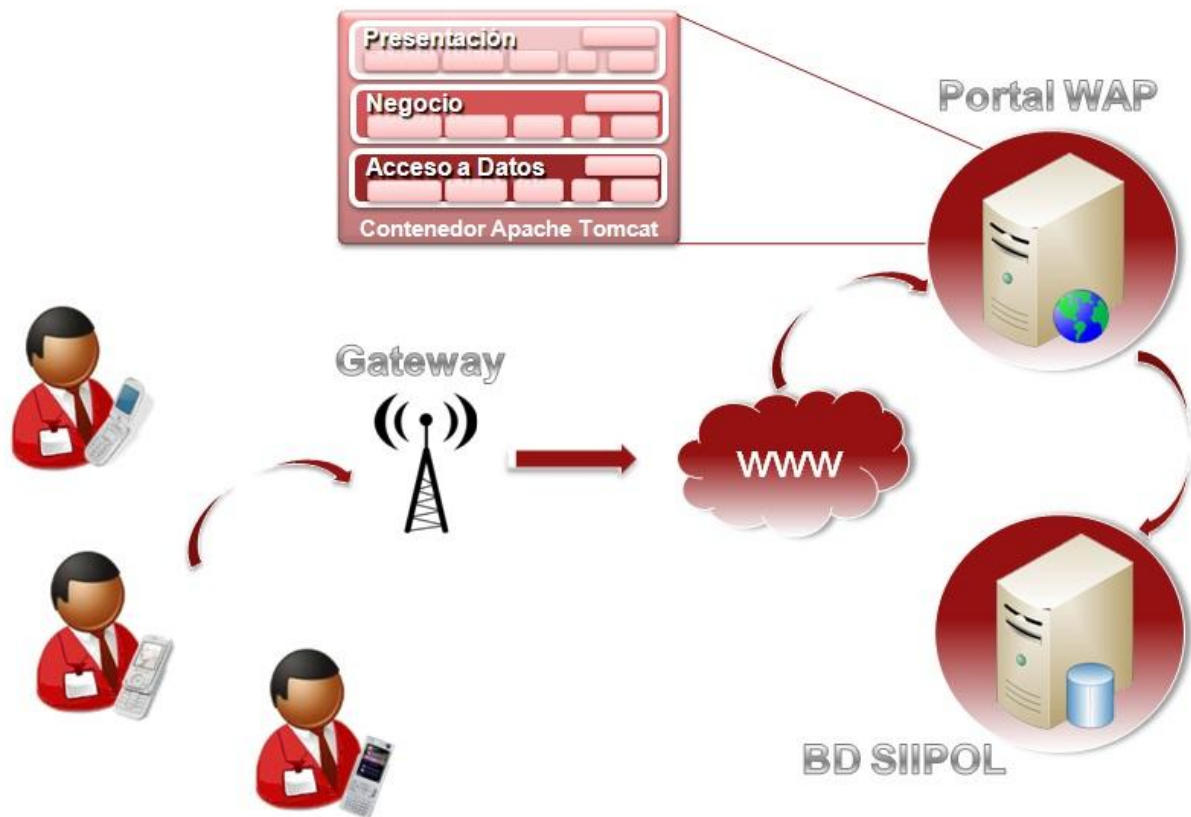 Presentación
Negocio
Acceso a Datos
Contenedor Apache Tomcat
Portal WAP
Gateway
WWW
BD SIIPOL